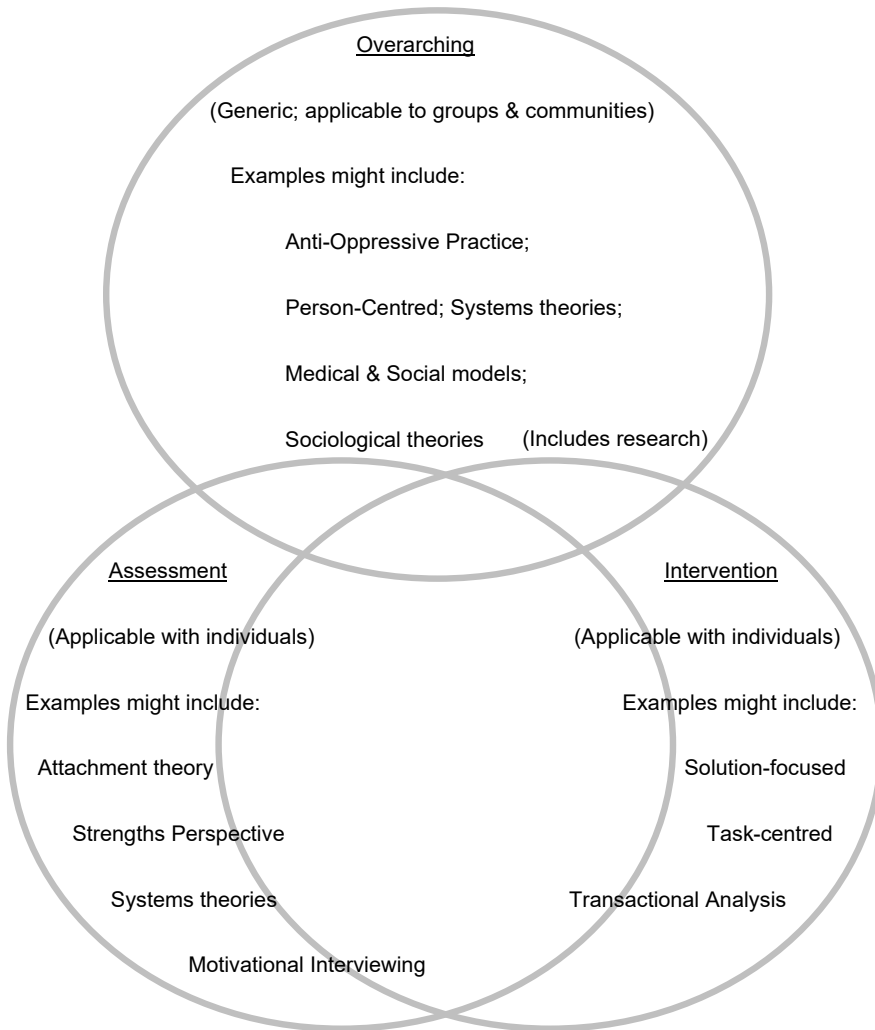 Overarching
(Generic; applicable to groups & communities)
Examples might include:
Anti-Oppressive Practice;
Person-Centred; Systems theories;
Medical & Social models;
Sociological theories (Includes research)
Assessment
(Applicable with individuals)
Examples might include:
Attachment theory
Strengths Perspective
Systems theories
Motivational Interviewing
Intervention
(Applicable with individuals)
Examples might include:
Solution-focused
Task-centred
Transactional Analysis